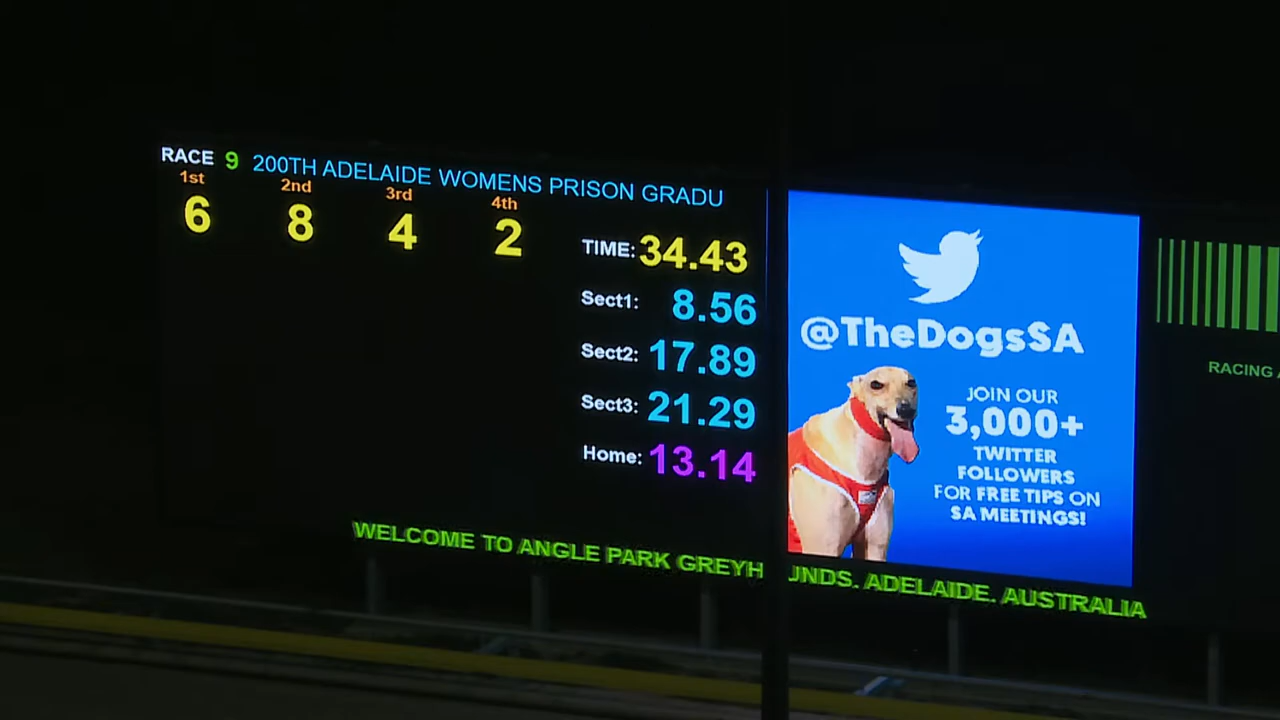 RACE 9 200TH ADELAIDE WOMENS PRISON GRADU
1st 2nd 3rd 4th
6 8 4 2
TIME: 34.43
Sect1: 8.56
Sect2: 17.89
Sect3: 21.29
Home: 13.14
@TheDogsSA
JOIN OUR
3,000+
TWITTER
FOLLOWERS
FOR FREE TIPS ON
SA MEETINGS!
RACING
WELCOME TO ANGLE PARK GREYH UNDS. ADELAIDE. AUSTRALIA